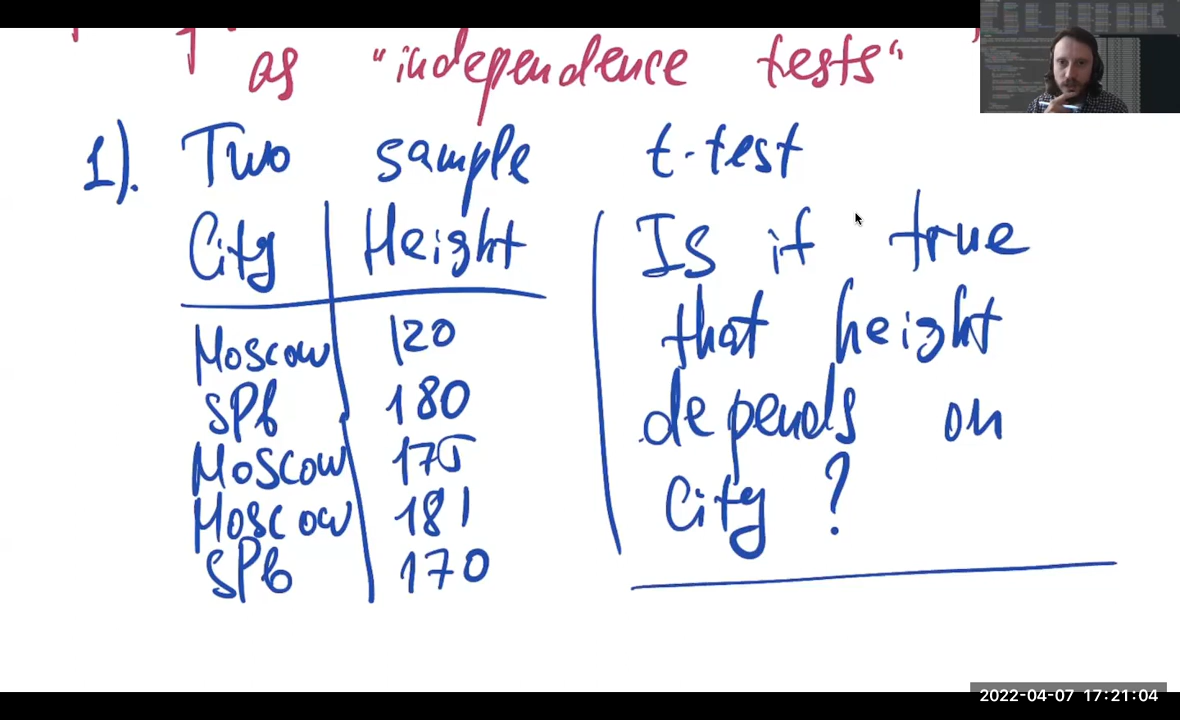 as "independence tests"
1). Two sample t-test
City Height
Moscow 120
SPb 180
Moscow 175
Moscow 181
SPb 170
Is it true
that height
depends on
City ?
2022-04-07 17:21:04